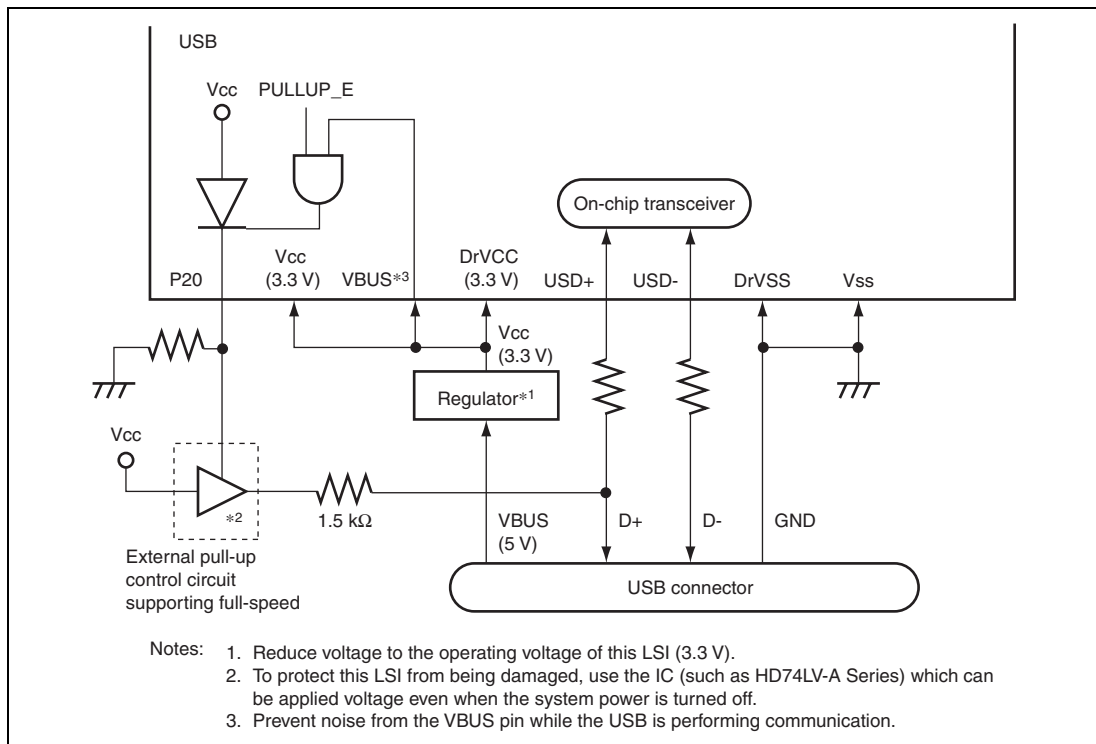 USB
Vcc
PULLUP_E
On-chip transceiver
P20
Vcc
(3.3 V)
VBUS*3
DrVCC
(3.3 V)
USD+
USD-
DrVSS
Vss
Vcc
(3.3 V)
Regulator*1
Vcc
*2
1.5 kΩ
External pull-up
control circuit
supporting full-speed
VBUS
(5 V)
D+
D-
GND
USB connector
Notes: 1. Reduce voltage to the operating voltage of this LSI (3.3 V).
2. To protect this LSI from being damaged, use the IC (such as HD74LV-A Series) which can
be applied voltage even when the system power is turned off.
3. Prevent noise from the VBUS pin while the USB is performing communication.